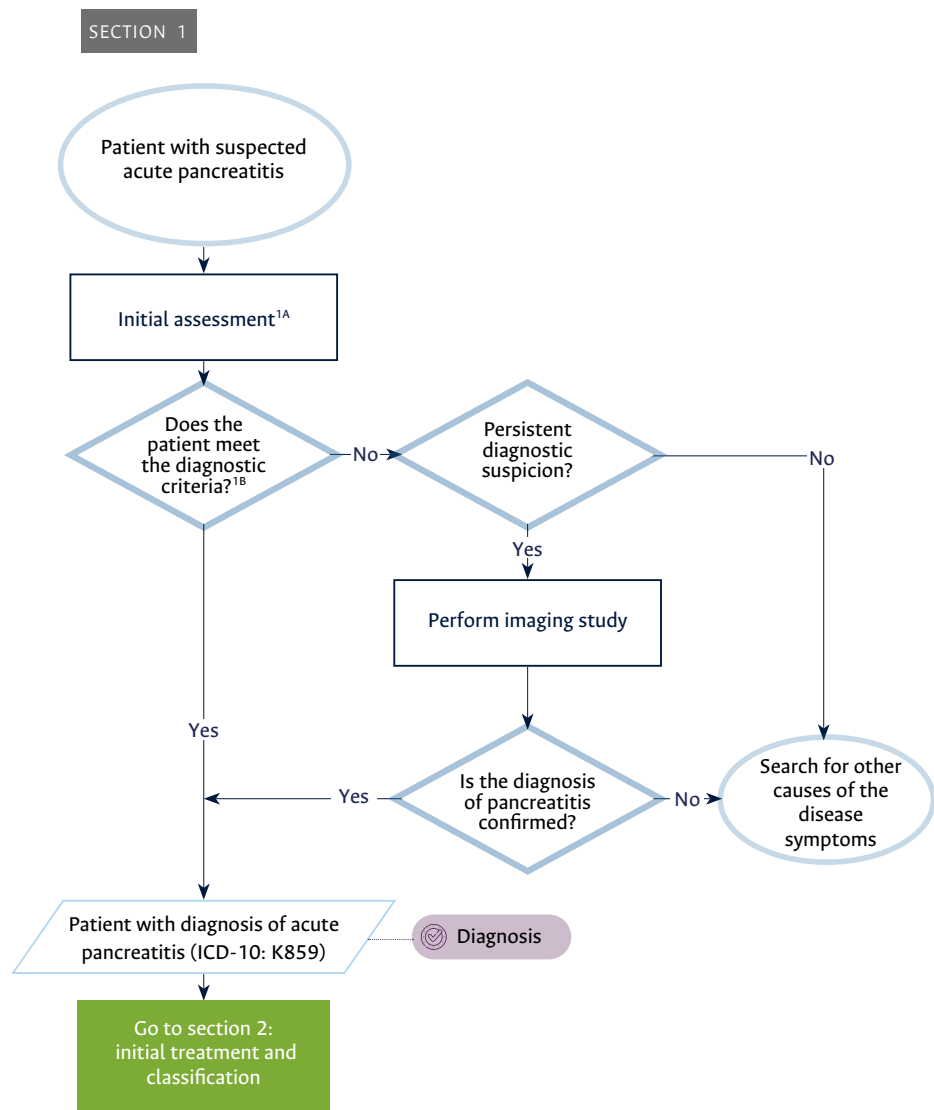 SECTION 1
Patient with suspected
acute pancreatitis
Initial assessment1A
Does the
patient meet
the diagnostic
criteria?1B
No
Persistent
diagnostic
suspicion?
No
Yes
Perform imaging study
Yes
Is the diagnosis
of pancreatitis
confirmed?
Yes
No
Search for other
causes of the
disease
symptoms
Patient with diagnosis of acute
pancreatitis (ICD-10: K859)
Diagnosis
Go to section 2:
initial treatment and
classification